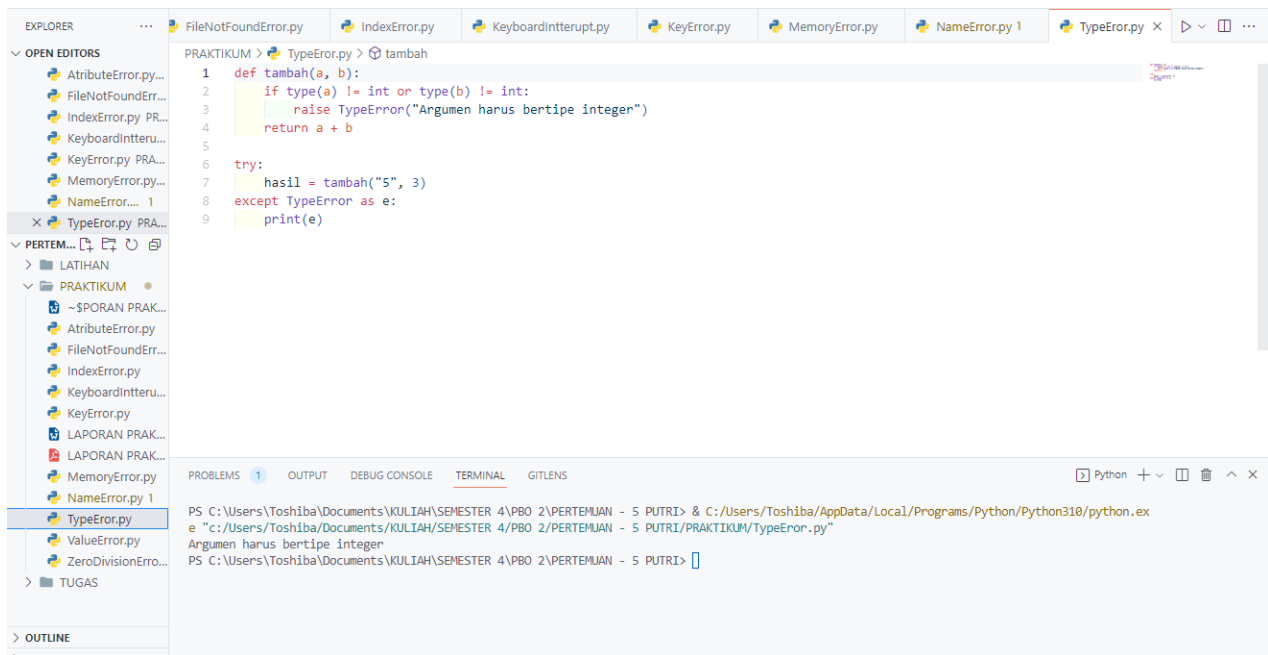 EXPLORER ...
FileNotFoundError.py IndexError.py KeyboardIntterupt.py KeyError.py MemoryError.py NameError.py 1 TypeEror.py
OPEN EDITORS
AtributeError.py...
FileNotFoundErr...
IndexError.py PR...
KeyboardIntteru...
KeyError.py PRA...
MemoryError.py...
NameError.... 1
TypeEror.py PRA...
PERTEM...
LATIHAN
PRAKTIKUM
~$PORAN PRAK...
AtributeError.py
FileNotFoundErr...
IndexError.py
KeyboardIntteru...
KeyError.py
LAPORAN PRAK...
LAPORAN PRAK...
MemoryError.py
NameError.py 1
TypeEror.py
ValueError.py
ZeroDivisionErro...
TUGAS
OUTLINE
PRAKTIKUM > TypeEror.py > tambah
1 def tambah(a, b):
2 if type(a) != int or type(b) != int:
3 raise TypeError("Argumen harus bertipe integer")
4 return a + b
5
6 try:
7 hasil = tambah("5", 3)
8 except TypeError as e:
9 print(e)
PROBLEMS 1 OUTPUT DEBUG CONSOLE TERMINAL GITLENS Python
PS C:\Users\Toshiba\Documents\KULIAH\SEMESTER 4\PBO 2\PERTEMUAN - 5 PUTRI> & C:/Users/Toshiba/AppData/Local/Programs/Python/Python310/python.ex
e "c:/Users/Toshiba/Documents/KULIAH/SEMESTER 4/PBO 2/PERTEMUAN - 5 PUTRI/PRAKTIKUM/TypeEror.py"
Argumen harus bertipe integer
PS C:\Users\Toshiba\Documents\KULIAH\SEMESTER 4\PBO 2\PERTEMUAN - 5 PUTRI>